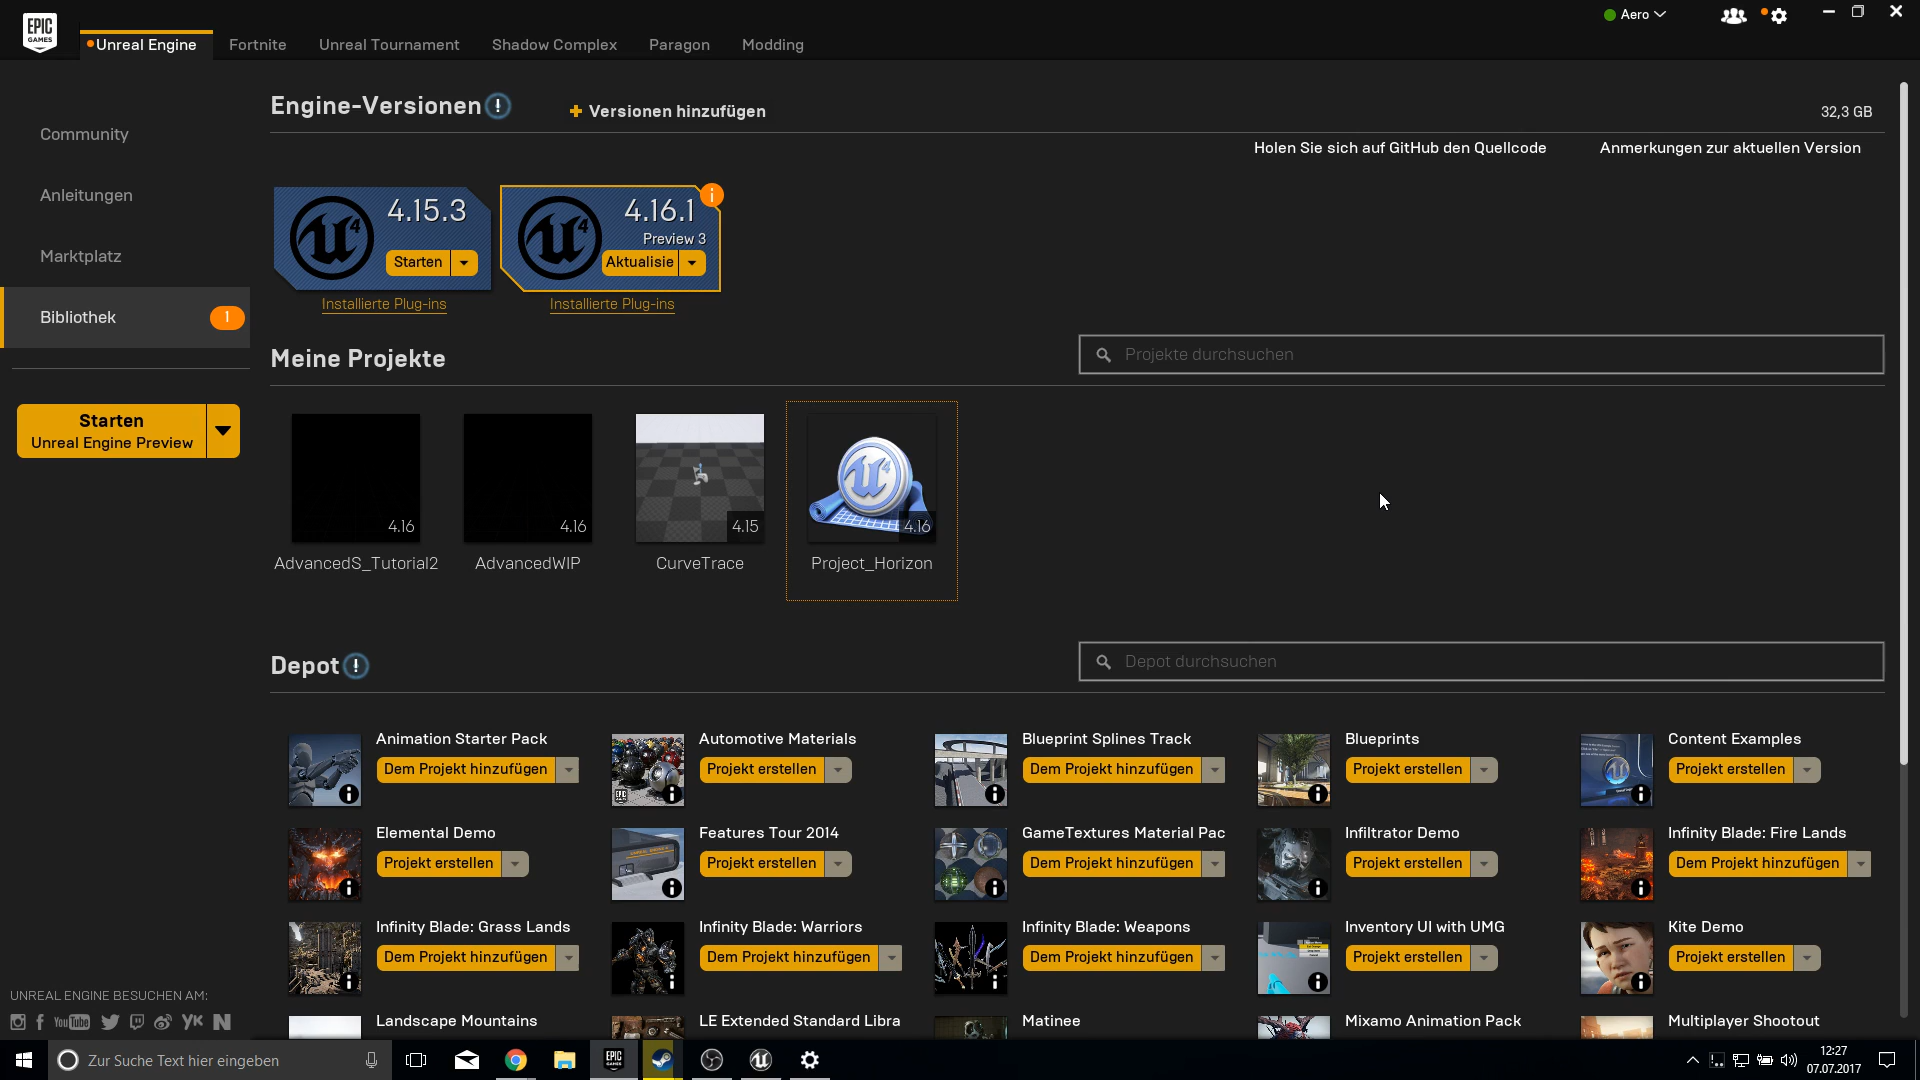 EPIC
GAMES
Unreal Engine
Fortnite
Unreal Tournament
Shadow Complex
Paragon
Modding
Aero
Community
Anleitungen
Marktplatz
Bibliothek
1
Starten
Unreal Engine Preview
Engine-Versionen
+ Versionen hinzufügen
32,3 GB
Holen Sie sich auf GitHub den Quellcode
Anmerkungen zur aktuellen Version
4.15.3
Starten
Installierte Plug-ins
4.16.1
Preview 3
Aktualisie
Installierte Plug-ins
Meine Projekte
Projekte durchsuchen
4.16
AdvancedS_Tutorial2
4.16
AdvancedWIP
4.15
CurveTrace
4.16
Project_Horizon
Depot
Depot durchsuchen
Animation Starter Pack
Dem Projekt hinzufügen
Automotive Materials
Projekt erstellen
Blueprint Splines Track
Dem Projekt hinzufügen
Blueprints
Projekt erstellen
Content Examples
Projekt erstellen
Elemental Demo
Projekt erstellen
Features Tour 2014
Projekt erstellen
GameTextures Material Pac
Dem Projekt hinzufügen
Infiltrator Demo
Projekt erstellen
Infinity Blade: Fire Lands
Dem Projekt hinzufügen
Infinity Blade: Grass Lands
Dem Projekt hinzufügen
Infinity Blade: Warriors
Dem Projekt hinzufügen
Infinity Blade: Weapons
Dem Projekt hinzufügen
Inventory UI with UMG
Projekt erstellen
Kite Demo
Projekt erstellen
Landscape Mountains
LE Extended Standard Libra
Matinee
Mixamo Animation Pack
Multiplayer Shootout
UNREAL ENGINE BESUCHEN AM:
YouTube
Zur Suche Text hier eingeben
12:27
07.07.2017